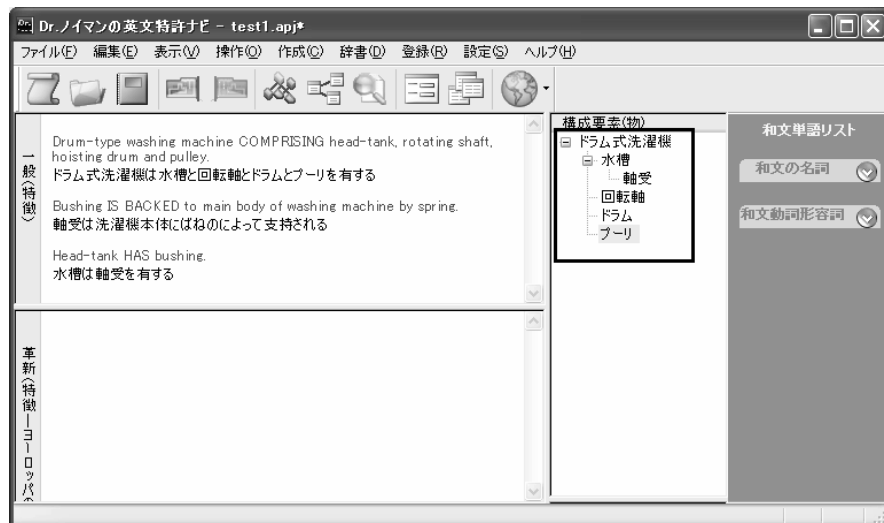 Dr.ノイマンの英文特許ナビ - test1.apj*
ファイル(F) 編集(E) 表示(V) 操作(O) 作成(C) 辞書(D) 登録(R) 設定(S) ヘルプ(H)
一般(特徴)
Drum-type washing machine COMPRISING head-tank, rotating shaft,
hoisting drum and pulley.
ドラム式洗濯機は水槽と回転軸とドラムとプーリを有する
Bushing IS BACKED to main body of washing machine by spring.
軸受は洗濯機本体にばねのによって支持される
Head-tank HAS bushing.
水槽は軸受を有する
革新(特徴ーヨーロッパの
構成要素(物)
ドラム式洗濯機
水槽
軸受
回転軸
ドラム
プーリ
和文単語リスト
和文の名詞
和文動詞形容詞